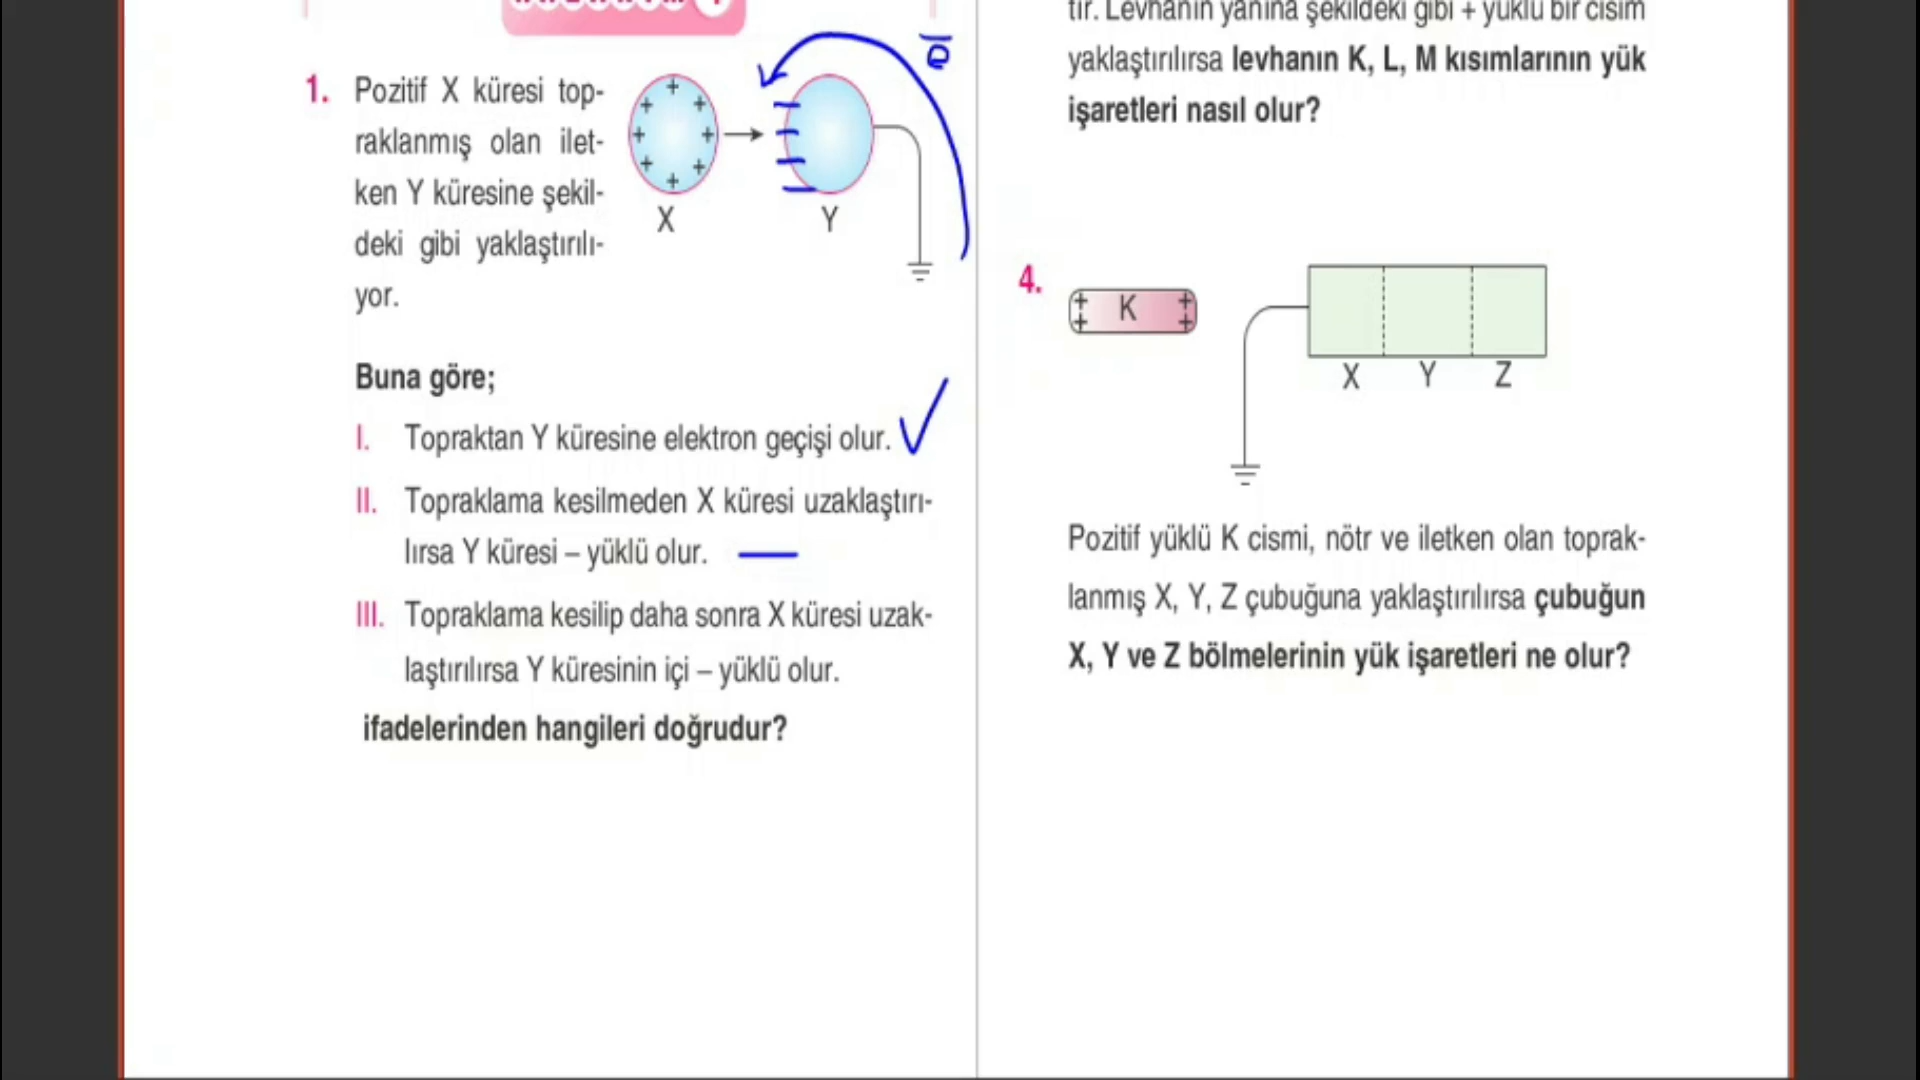 1. Pozitif X küresi top-
raklanmış olan ilet-
ken Y küresine şekil-
deki gibi yaklaştırılı-
yor.
X
Y
ē
Buna göre;
I. Topraktan Y küresine elektron geçişi olur.
II. Topraklama kesilmeden X küresi uzaklaştırı-
lırsa Y küresi – yüklü olur.
III. Topraklama kesilip daha sonra X küresi uzak-
laştırılırsa Y küresinin içi – yüklü olur.
ifadelerinden hangileri doğrudur?
tir. Levhanın yanına şekildeki gibi + yüklü bir cisim
yaklaştırılırsa levhanın K, L, M kısımlarının yük
işaretleri nasıl olur?
4.
K
X Y Z
Pozitif yüklü K cismi, nötr ve iletken olan toprak-
lanmış X, Y, Z çubuğuna yaklaştırılırsa çubuğun
X, Y ve Z bölmelerinin yük işaretleri ne olur?